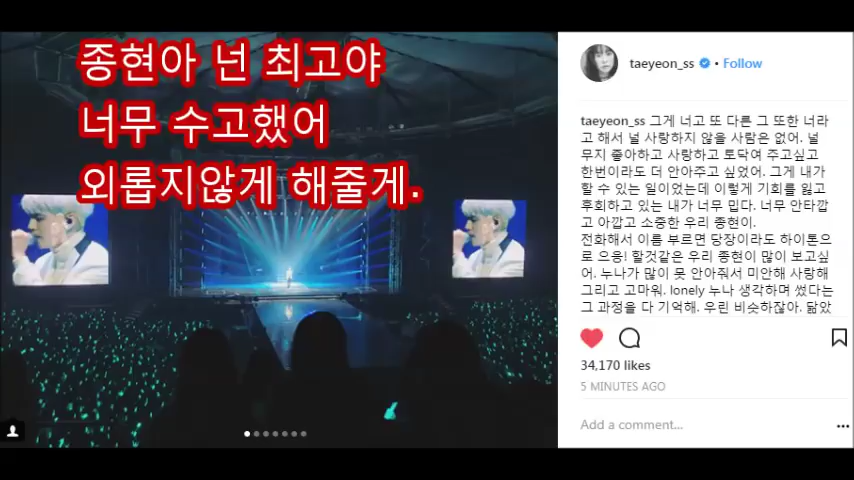 종현아 넌 최고야
너무 수고했어
외롭지않게 해줄게.
taeyeon_ss • Follow
taeyeon_ss 그게 너고 또 다른 그 또한 너라
고 해서 널 사랑하지 않을 사람은 없어. 널
무지 좋아하고 사랑하고 토닥여 주고싶고
한번이라도 더 안아주고 싶었어. 그게 내가
할 수 있는 일이었는데 이렇게 기회를 잃고
후회하고 있는 내가 너무 밉다. 너무 안타깝
고 아깝고 소중한 우리 종현이.
전화해서 이름 부르면 당장이라도 하이톤으
로 으응! 할것같은 우리 종현이 많이 보고싶
어. 누나가 많이 못 안아줘서 미안해 사랑해
그리고 고마워. lonely 누나 생각하며 썼다는
그 과정을 다 기억해. 우린 비슷하잖아. 닮았
34,170 likes
5 MINUTES AGO
Add a comment...